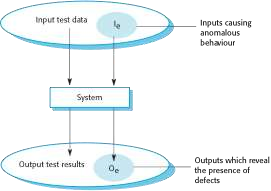 Input test data
Ie
Inputs causing
anomalous
behaviour
System
Output test results
Oe
Outputs which reveal
the presence of
defects